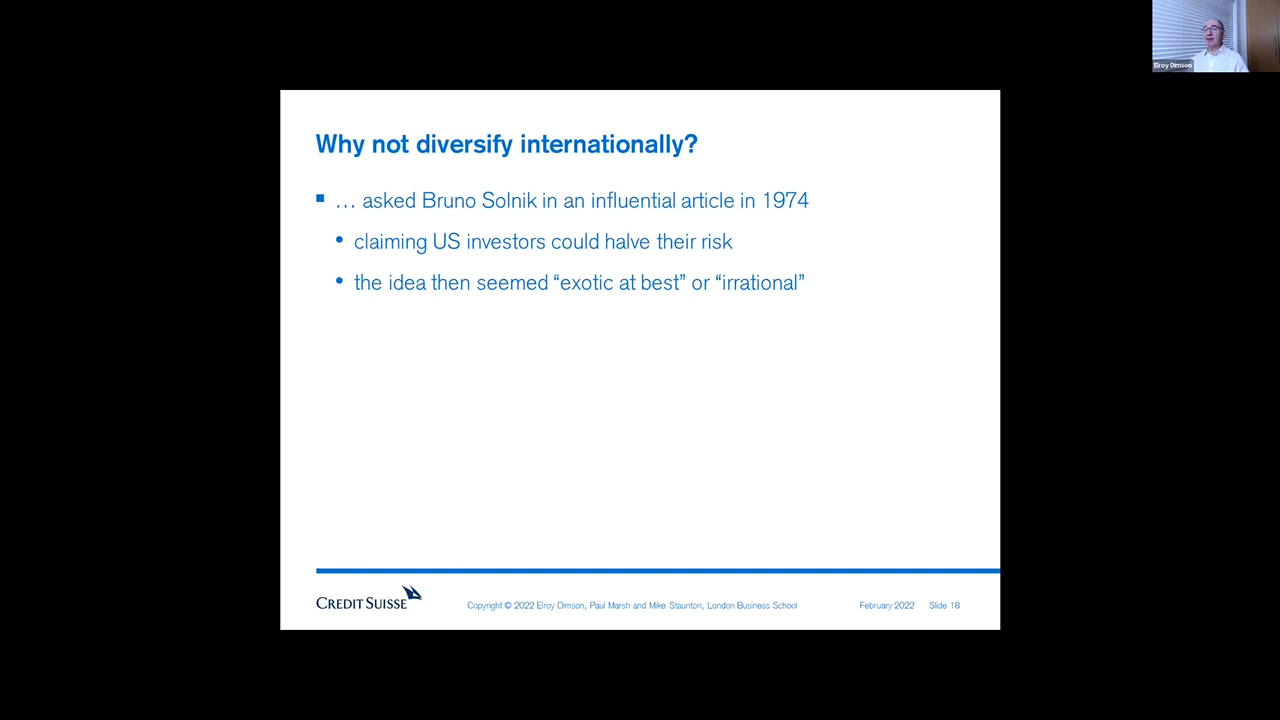 Elroy Dimson
Why not diversify internationally?
… asked Bruno Solnik in an influential article in 1974
• claiming US investors could halve their risk
• the idea then seemed “exotic at best” or “irrational”
CREDIT SUISSE
Copyright © 2022 Elroy Dimson, Paul Marsh and Mike Staunton, London Business School
February 2022 Slide 18